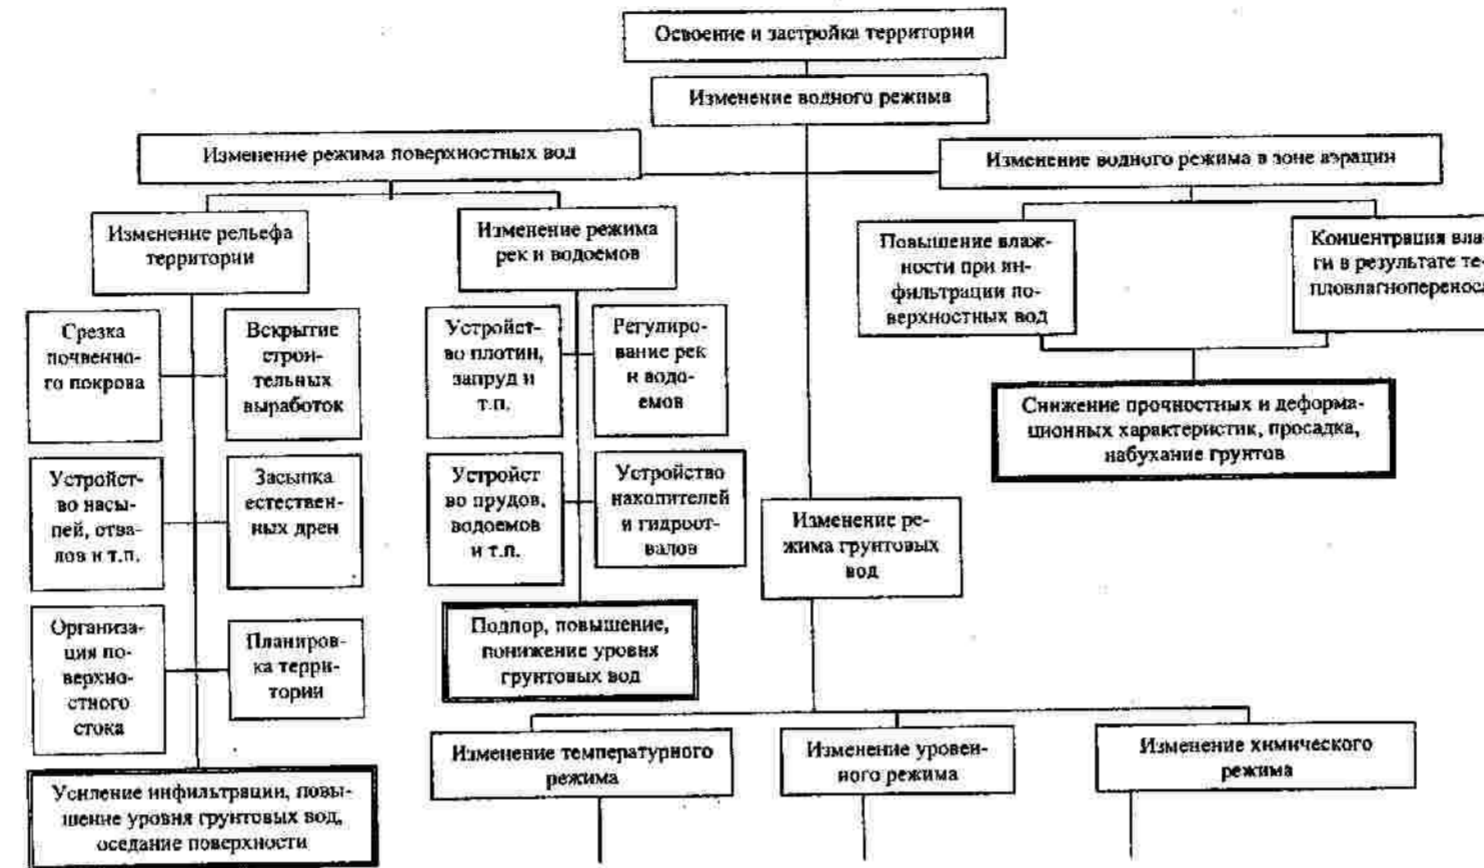 Освоение и застройка территории
Изменение водного режима
Изменение режима поверхностных вод
Изменение водного режима в зоне аэрации
Изменение рельефа
территории
Изменение режима
рек и водоемов
Повышение влаж-
ности при ин-
фильтрации по-
верхностных вод
Концентрация вла-
ги в результате те-
пловлагнопереноса
Срезка
почвенно-
го покрова
Вскрытие
строи-
тельных
выработок
Устройст-
во плотин,
запруд и
т.п.
Регулиро-
вание рек
и водо-
емов
Снижение прочностных и деформа-
ционных характеристик, просадка,
набухание грунтов
Устройст-
во насы-
пей, отва-
лов и т.п.
Засыпка
естествен-
ных дрен
Устройст
во прудов,
водоемов
и т.п.
Устройство
накопителей
и гидроот-
валов
Изменение ре-
жима грунтовых
вод
Организа-
ция по-
верхно-
стного
стока
Планиров-
ка терри-
тории
Подпор, повышение,
понижение уровня
грунтовых вод
Изменение температурного
режима
Изменение уровен-
ного режима
Изменение химического
режима
Усиление инфильтрации, повы-
шение уровня грунтовых вод,
оседание поверхности